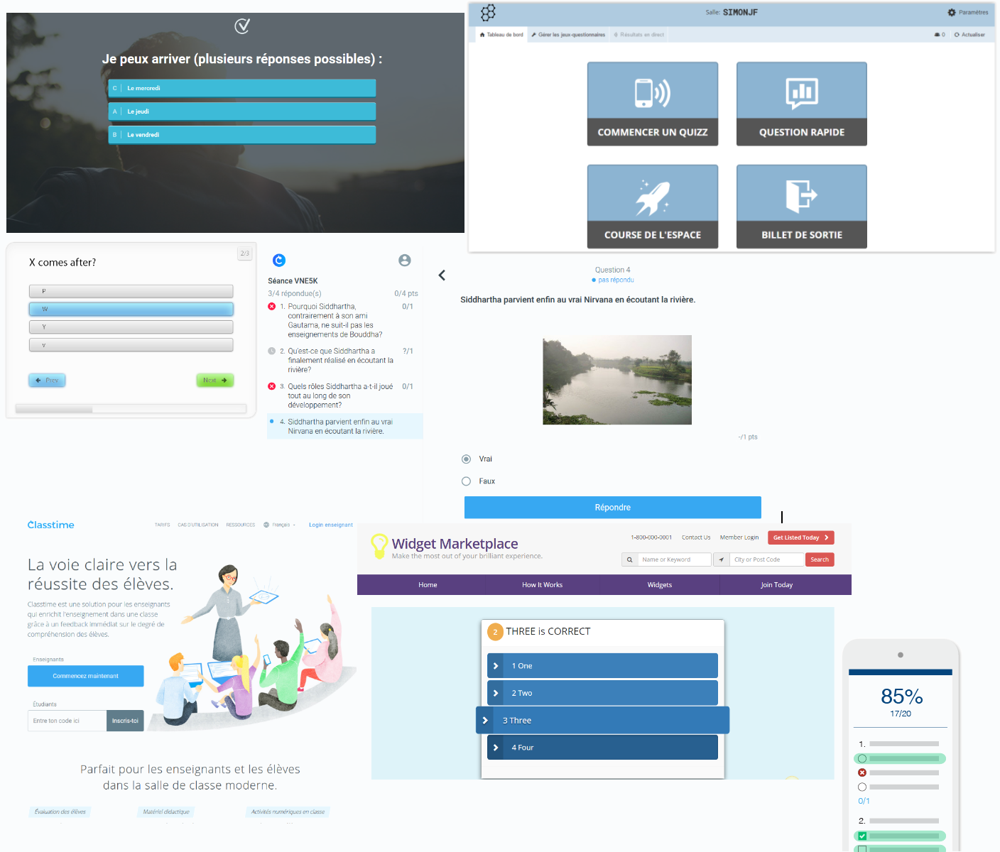 Je peux arriver (plusieurs réponses possibles) :
C Le mercredi
A Le jeudi
B Le vendredi
Salle: SIMONJF
Paramètres
Tableau de bord
Gérer les jeux-questionnaires
Résultats en direct
0
Actualiser
COMMENCER UN QUIZZ
QUESTION RAPIDE
COURSE DE L'ESPACE
BILLET DE SORTIE
2/3
X comes after?
P
W
Y
v
Prev
Next
Séance VNE5K
3/4 répondue(s) 0/4 pts
1. Pourquoi Siddhartha, 0/1
contrairement à son ami
Gautama, ne suit-il pas les
enseignements de Bouddha?
2. Qu'est-ce que Siddhartha a ?/1
finalement réalisé en écoutant la
rivière?
3. Quels rôles Siddhartha a-t-il joué 0/1
tout au long de son
développement?
4. Siddhartha parvient enfin au vrai
Nirvana en écoutant la rivière.
Question 4
pas répondu
Siddhartha parvient enfin au vrai Nirvana en écoutant la rivière.
-/1 pts
Vrai
Faux
Répondre
Classtime
TARIFS CAS D'UTILISATION RESSOURCES Français Login enseignant
La voie claire vers la
réussite des élèves.
Classtime est une solution pour les enseignants
qui enrichit l'enseignement dans une classe
grâce à un feedback immédiat sur le degré de
compréhension des élèves.
Enseignants
Commencez maintenant
Étudiants
Entre ton code ici
Inscris-toi
Parfait pour les enseignants et les élèves
dans la salle de classe moderne.
Évaluation des élèves
Matériel didactique
Activités numériques en classe
Widget Marketplace
Make the most out of your brilliant experience.
1-800-000-0001 Contact Us Member Login Get Listed Today
Name or Keyword City or Post Code Search
Home How It Works Widgets Join Today
2 THREE is CORRECT
1 One
2 Two
3 Three
4 Four
85%
17/20
1.
0/1
2.